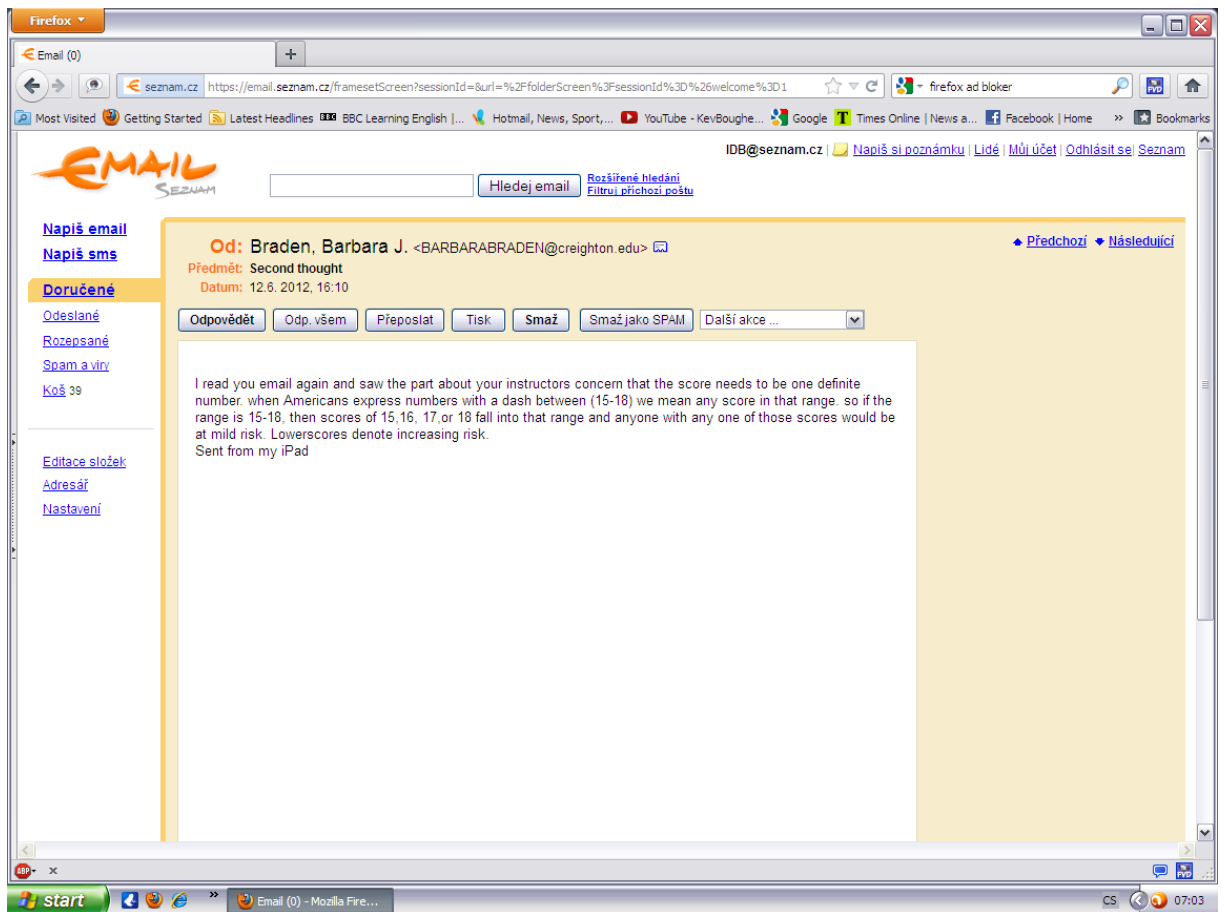 Firefox
Email (0)
seznam.cz https://email.seznam.cz/framesetScreen?sessionId=&url=%2FfolderScreen%3FsessionId%3D%26welcome%3D1 firefox ad bloker
Most Visited Getting Started Latest Headlines BBC BBC Learning English |... Hotmail, News, Sport,... YouTube - KevBoughe... Google T Times Online | News a... Facebook | Home » Bookmarks
IDB@seznam.cz | Napiš si poznámku | Lidé | Můj účet | Odhlásit se | Seznam
EMAIL
SEZNAM
Hledej email
Rozšířené hledání
Filtruj příchozí poštu
Napiš email
Napiš sms
Doručené
Odeslané
Rozepsané
Spam a viry
Koš 39
Editace složek
Adresář
Nastavení
Od: Braden, Barbara J. <BARBARABRADEN@creighton.edu>
Předchozí Následující
Předmět: Second thought
Datum: 12.6. 2012, 16:10
Odpovědět Odp. všem Přeposlat Tisk Smaž Smaž jako SPAM Další akce ...
I read you email again and saw the part about your instructors concern that the score needs to be one definite
number. when Americans express numbers with a dash between (15-18) we mean any score in that range. so if the
range is 15-18, then scores of 15,16, 17,or 18 fall into that range and anyone with any one of those scores would be
at mild risk. Lowerscores denote increasing risk.
Sent from my iPad
ABP x FVD
start » Email (0) - Mozilla Fire... CS 07:03